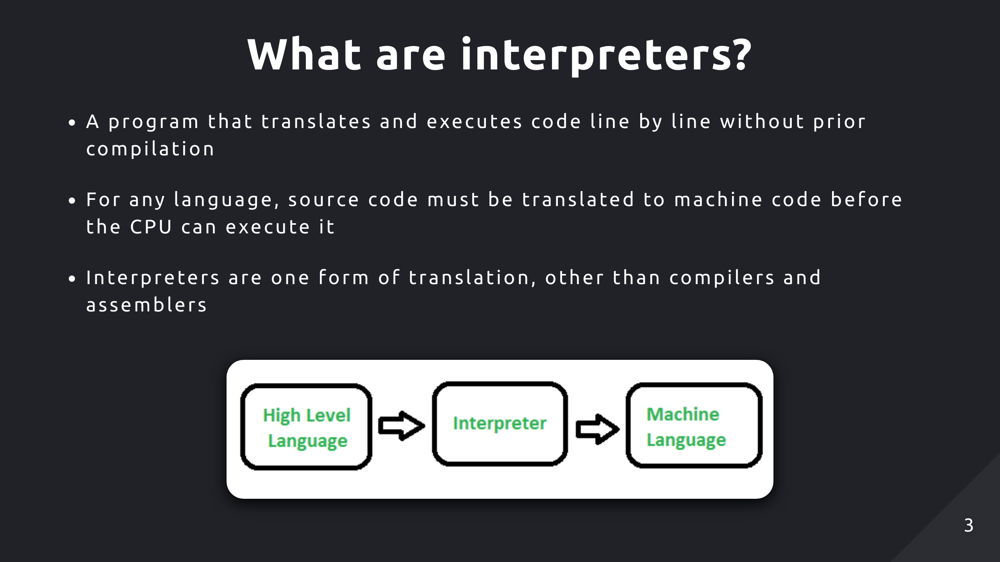 What are interpreters?
• A program that translates and executes code line by line without prior
compilation
• For any language, source code must be translated to machine code before
the CPU can execute it
• Interpreters are one form of translation, other than compilers and
assemblers
High Level
Language
Interpreter
Machine
Language
3